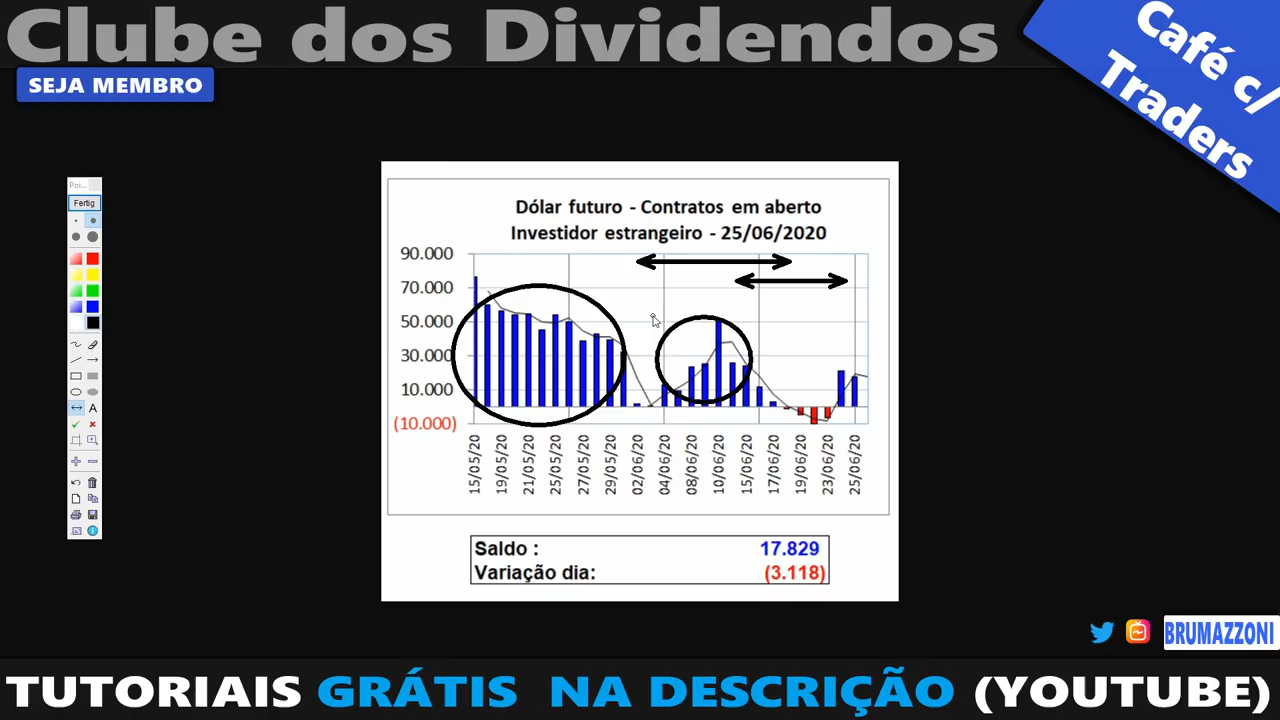 Clube dos Dividendos
Café c/
Traders
SEJA MEMBRO
Poi...
Fertig
A
Dólar futuro - Contratos em aberto
Investidor estrangeiro - 25/06/2020
90.000
70.000
50.000
30.000
10.000
(10.000)
15/05/20
19/05/20
21/05/20
25/05/20
27/05/20
29/05/20
02/06/20
04/06/20
08/06/20
10/06/20
15/06/20
17/06/20
19/06/20
23/06/20
25/06/20
Saldo : 17.829
Variação dia: (3.118)
BRUMAZZONI
TUTORIAIS GRÁTIS NA DESCRIÇÃO (YOUTUBE)